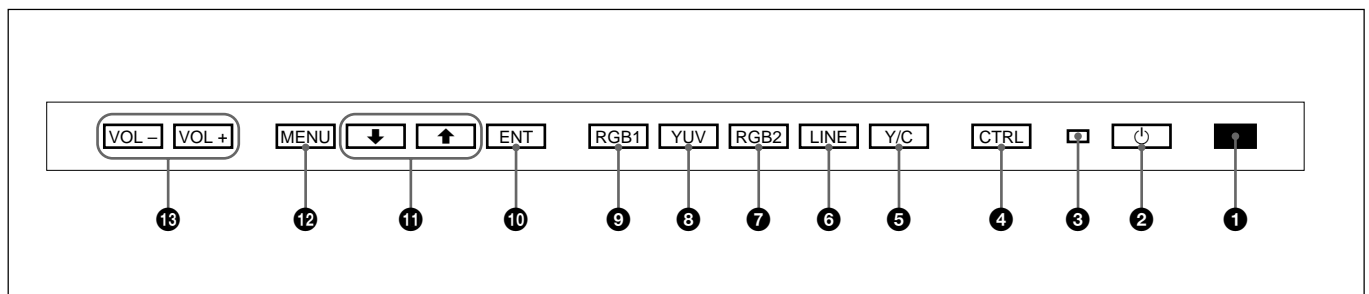 VOL – VOL + MENU ENT RGB1 YUV RGB2 LINE Y/C CTRL
13 12 11 10 9 8 7 6 5 4 3 2 1